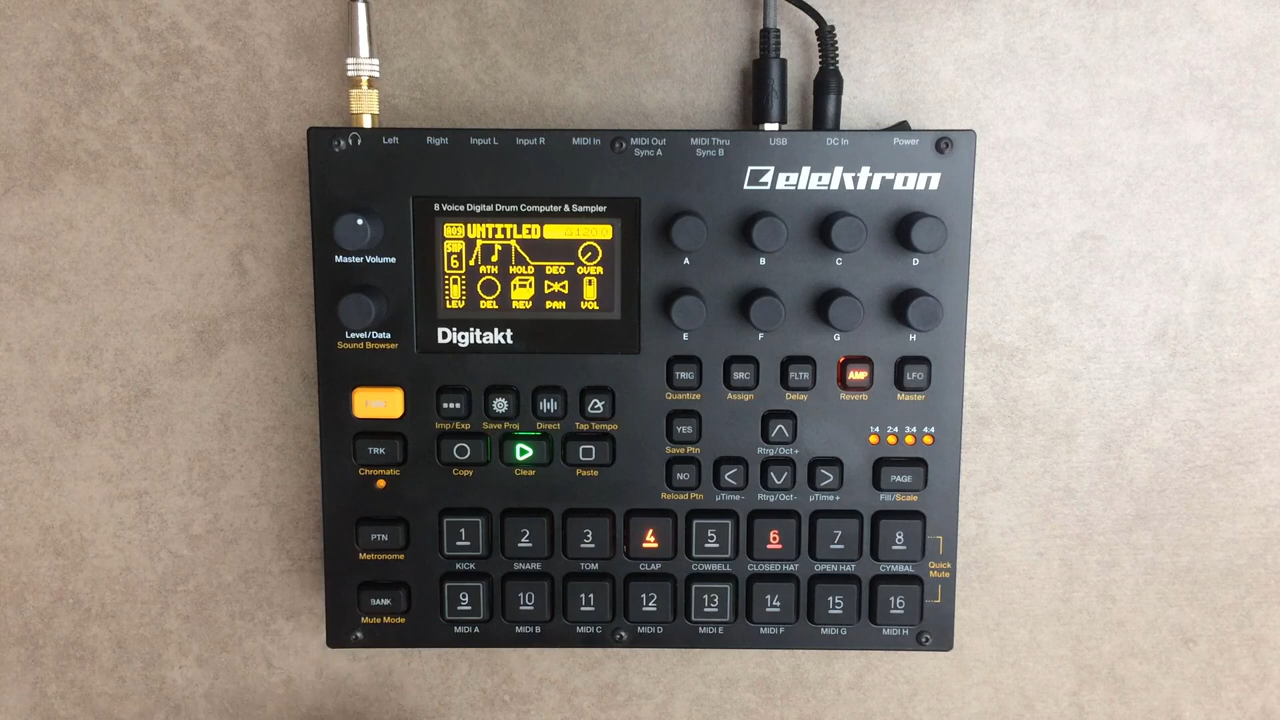 Left Right Input L Input R MIDI In MIDI Out MIDI Thru USB DC In Power
Sync A Sync B
elektron
8 Voice Digital Drum Computer & Sampler
A09 UNTITLED 120.0
6
ATK HOLD DEC OVER
LEV DEL REV PAN VOL
Digitakt
Master Volume
Level/Data
Sound Browser
A B C D
E F G H
TRIG SRC FLTR AMP LFO
Quantize Assign Delay Reverb Master
Imp/Exp Save Proj Direct Tap Tempo
YES
Save Ptn Rtrg/Oct+
1:4 2:4 3:4 4:4
TRK
Chromatic
Copy Clear Paste
NO PAGE
Reload Ptn µTime- Rtrg/Oct- µTime+ Fill/Scale
PTN
Metronome
1 2 3 4 5 6 7 8
KICK SNARE TOM CLAP COWBELL CLOSED HAT OPEN HAT CYMBAL
Quick
Mute
BANK
Mute Mode
9 10 11 12 13 14 15 16
MIDI A MIDI B MIDI C MIDI D MIDI E MIDI F MIDI G MIDI H